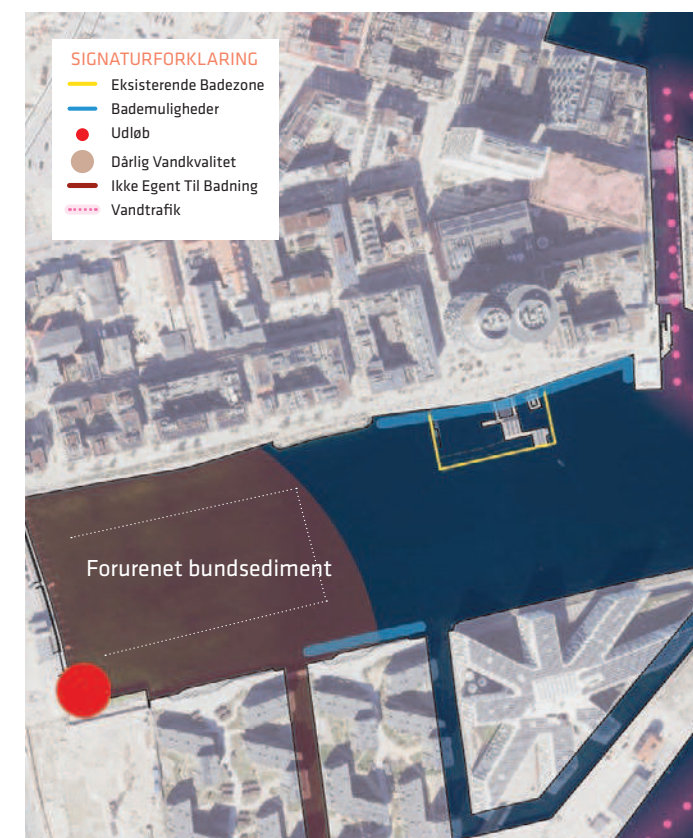 SIGNATURFORKLARING
Eksisterende Badezone
Bademuligheder
Udløb
Dårlig Vandkvalitet
Ikke Egent Til Badning
Vandtrafik
Forurenet bundsediment